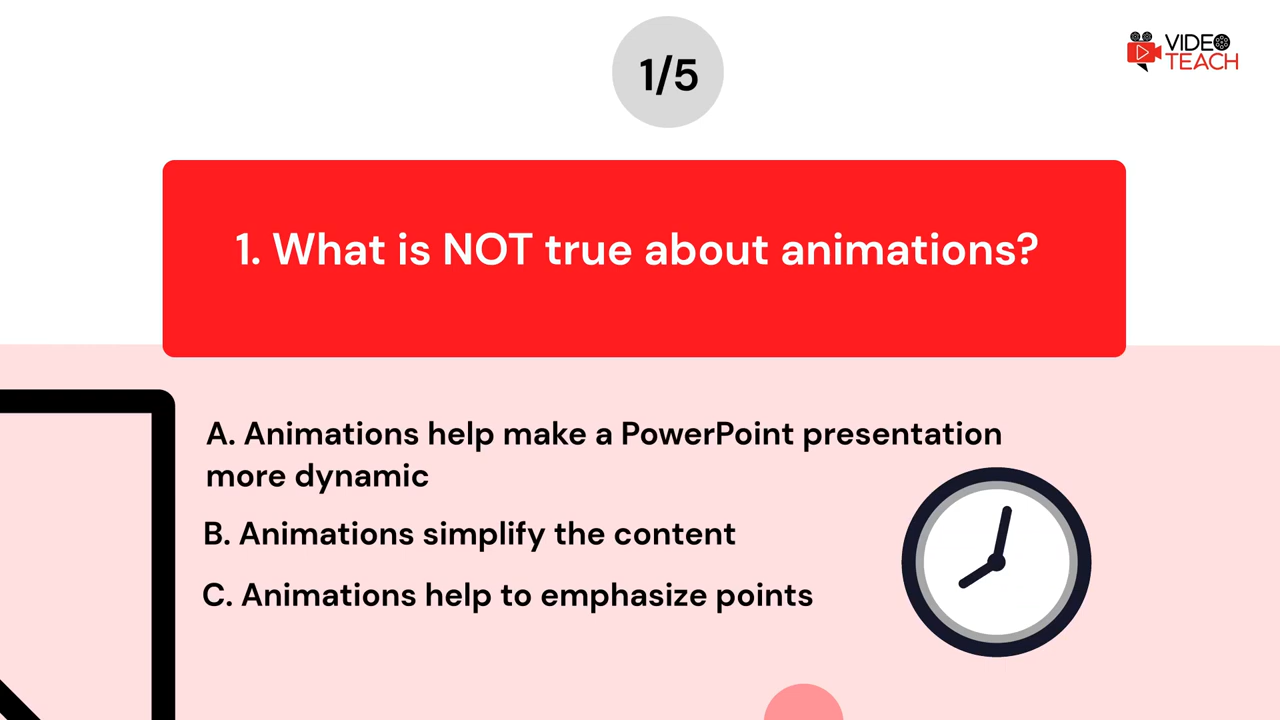 1/5
VIDEO
TEACH
1. What is NOT true about animations?
A. Animations help make a PowerPoint presentation
more dynamic
B. Animations simplify the content
C. Animations help to emphasize points